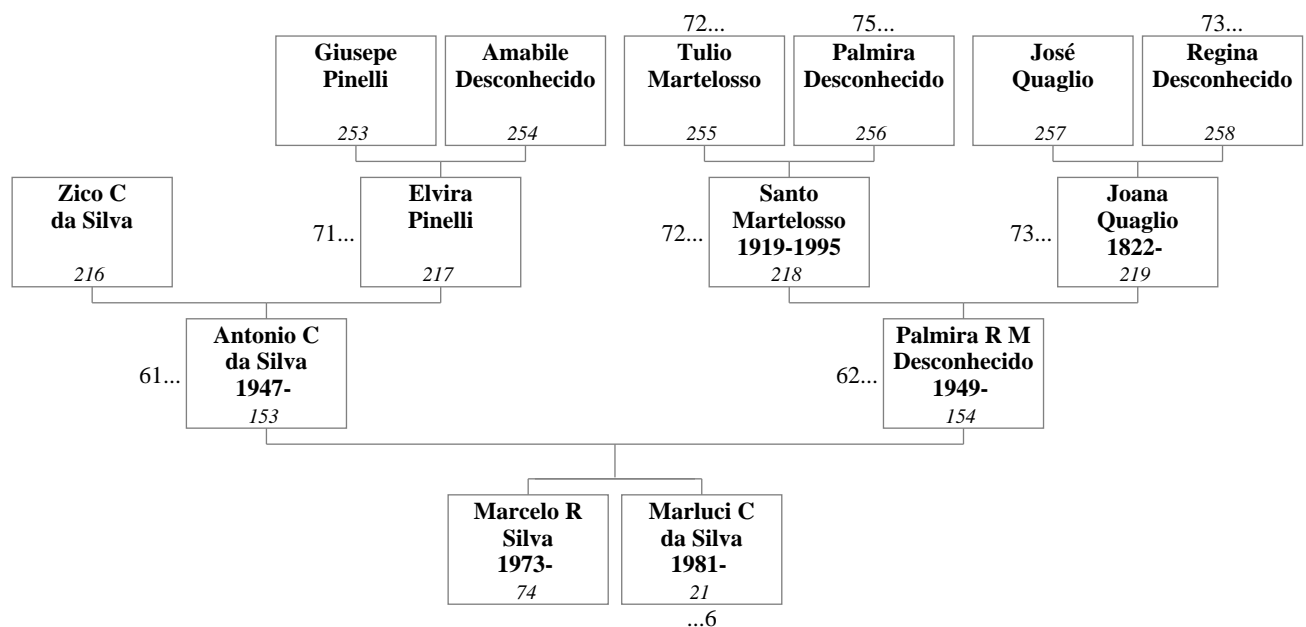 72...
75...
73...
Giusepe
Pinelli
253
Amabile
Desconhecido
254
Tulio
Martelosso
255
Palmira
Desconhecido
256
José
Quaglio
257
Regina
Desconhecido
258
Zico C
da Silva
216
71...
Elvira
Pinelli
217
72...
Santo
Martelosso
1919-1995
218
73...
Joana
Quaglio
1822-
219
61...
Antonio C
da Silva
1947-
153
62...
Palmira R M
Desconhecido
1949-
154
Marcelo R
Silva
1973-
74
Marluci C
da Silva
1981-
21
...6